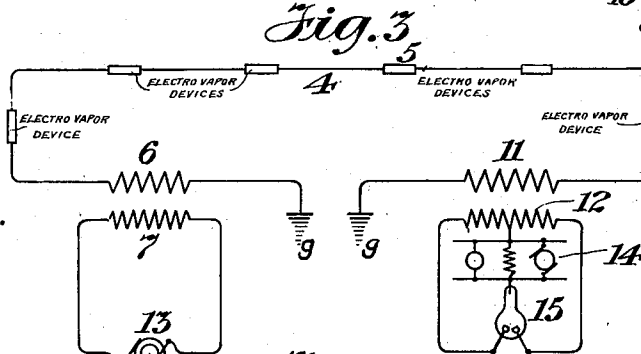 Fig. 3
5
ELECTRO VAPOR DEVICES
4
ELECTRO VAPOR DEVICES
ELECTRO VAPOR DEVICE
ELECTRO VAPOR DEVICE
6
11
12
7
9
9
14
13
15